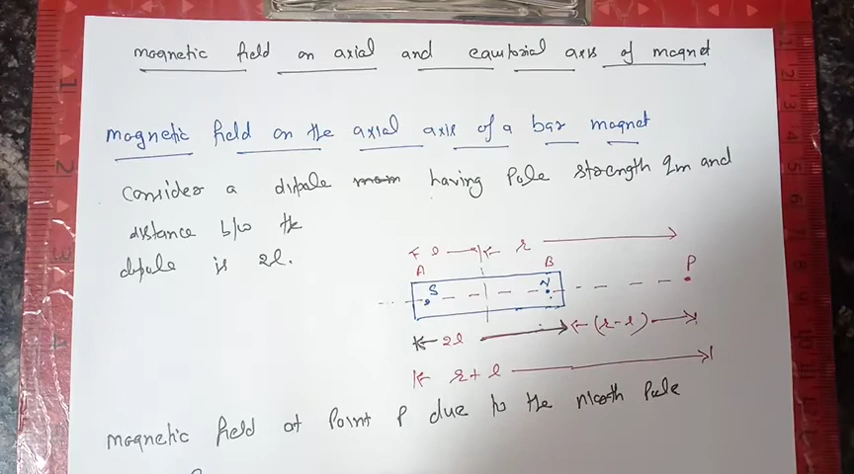 magnetic field on axial and equitorial axis of magnet
magnetic field on the axial axis of a bar magnet
Consider a dipole having Pole strength qm and
distance b/w the
dipole is 2l.
l r
A B P
S N
2l (r-l)
r+l
magnetic field at Point P due to the north Pole